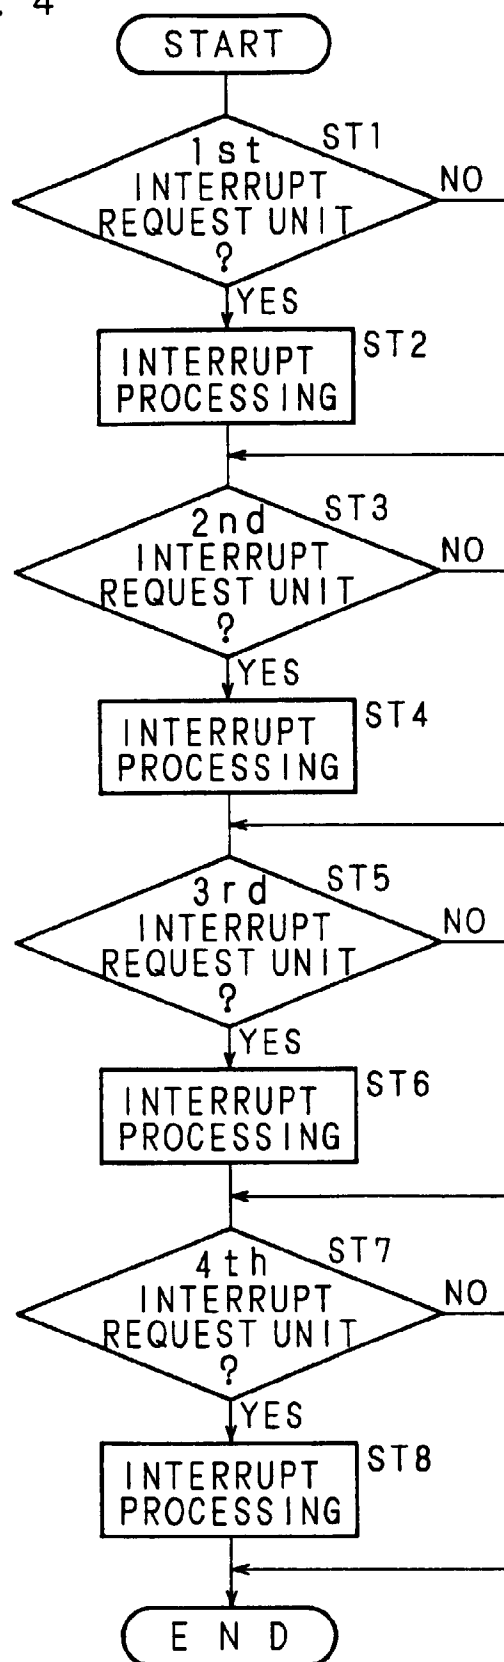 . 4
START
ST1
1st
INTERRUPT
REQUEST UNIT
?
NO
YES
ST2
INTERRUPT
PROCESSING
ST3
2nd
INTERRUPT
REQUEST UNIT
?
NO
YES
ST4
INTERRUPT
PROCESSING
ST5
3rd
INTERRUPT
REQUEST UNIT
?
NO
YES
ST6
INTERRUPT
PROCESSING
ST7
4th
INTERRUPT
REQUEST UNIT
?
NO
YES
ST8
INTERRUPT
PROCESSING
END